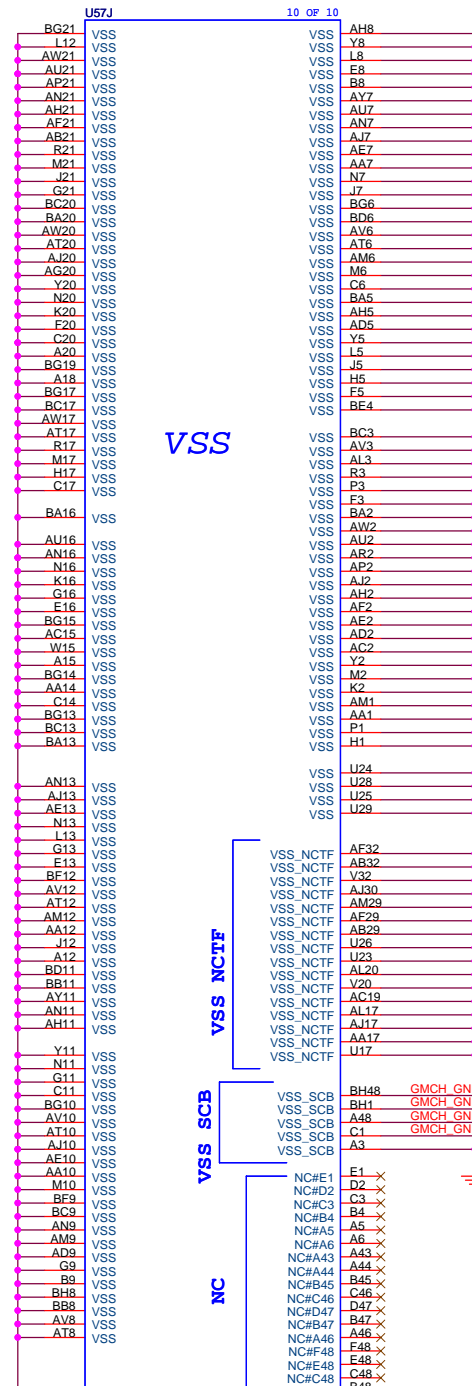 U57J 10 OF 10
BG21 VSS VSS AH8
L12 VSS VSS Y8
AW21 VSS VSS L8
AU21 VSS VSS E8
AP21 VSS VSS B8
AN21 VSS VSS AY7
AH21 VSS VSS AU7
AF21 VSS VSS AN7
AB21 VSS VSS AJ7
R21 VSS VSS AE7
M21 VSS VSS AA7
J21 VSS VSS N7
G21 VSS VSS J7
BC20 VSS VSS BG6
BA20 VSS VSS BD6
AW20 VSS VSS AV6
AT20 VSS VSS AT6
AJ20 VSS VSS AM6
AG20 VSS VSS M6
Y20 VSS VSS C6
N20 VSS VSS BA5
K20 VSS VSS AH5
F20 VSS VSS AD5
C20 VSS VSS Y5
A20 VSS VSS L5
BG19 VSS VSS J5
A18 VSS VSS H5
BG17 VSS VSS F5
BC17 VSS VSS BE4
AW17 VSS
AT17 VSS VSS BC3
VSS
R17 VSS VSS AV3
M17 VSS VSS AL3
H17 VSS VSS R3
C17 VSS VSS P3
VSS F3
BA16 VSS VSS BA2
VSS AW2
AU16 VSS VSS AU2
AN16 VSS VSS AR2
N16 VSS VSS AP2
K16 VSS VSS AJ2
G16 VSS VSS AH2
E16 VSS VSS AF2
BG15 VSS VSS AE2
AC15 VSS VSS AD2
W15 VSS VSS AC2
A15 VSS VSS Y2
BG14 VSS VSS M2
AA14 VSS VSS K2
C14 VSS VSS AM1
BG13 VSS VSS AA1
BC13 VSS VSS P1
BA13 VSS VSS H1
VSS U24
AN13 VSS VSS U28
AJ13 VSS VSS U25
AE13 VSS VSS U29
N13 VSS
L13 VSS
G13 VSS VSS_NCTF AF32
E13 VSS VSS_NCTF AB32
BF12 VSS VSS_NCTF V32
AV12 VSS VSS_NCTF AJ30
AT12 VSS VSS_NCTF AM29
AM12 VSS VSS_NCTF AF29
AA12 VSS VSS_NCTF AB29
J12 VSS VSS_NCTF U26
A12 VSS VSS_NCTF U23
BD11 VSS VSS_NCTF AL20
BB11 VSS VSS_NCTF V20
AY11 VSS VSS_NCTF AC19
AN11 VSS VSS_NCTF AL17
AH11 VSS VSS_NCTF AJ17
VSS_NCTF AA17
Y11 VSS VSS_NCTF U17
VSS NCTF
N11 VSS
G11 VSS
C11 VSS VSS_SCB BH48 GMCH_GN
BG10 VSS VSS_SCB BH1 GMCH_GN
AV10 VSS VSS_SCB A48 GMCH_GN
AT10 VSS VSS_SCB C1 GMCH_GN
AJ10 VSS VSS_SCB A3
VSS SCB
AE10 VSS
AA10 VSS NC#E1 E1
M10 VSS NC#D2 D2
BF9 VSS NC#C3 C3
BC9 VSS NC#B4 B4
AN9 VSS NC#A5 A5
AM9 VSS NC#A6 A6
AD9 VSS NC#A43 A43
G9 VSS NC#A44 A44
B9 VSS NC#B45 B45
BH8 VSS NC#C46 C46
BB8 VSS NC#D47 D47
AV8 VSS NC#B47 B47
AT8 VSS NC#A46 A46
NC
NC#F48 F48
NC#E48 E48
NC#C48 C48